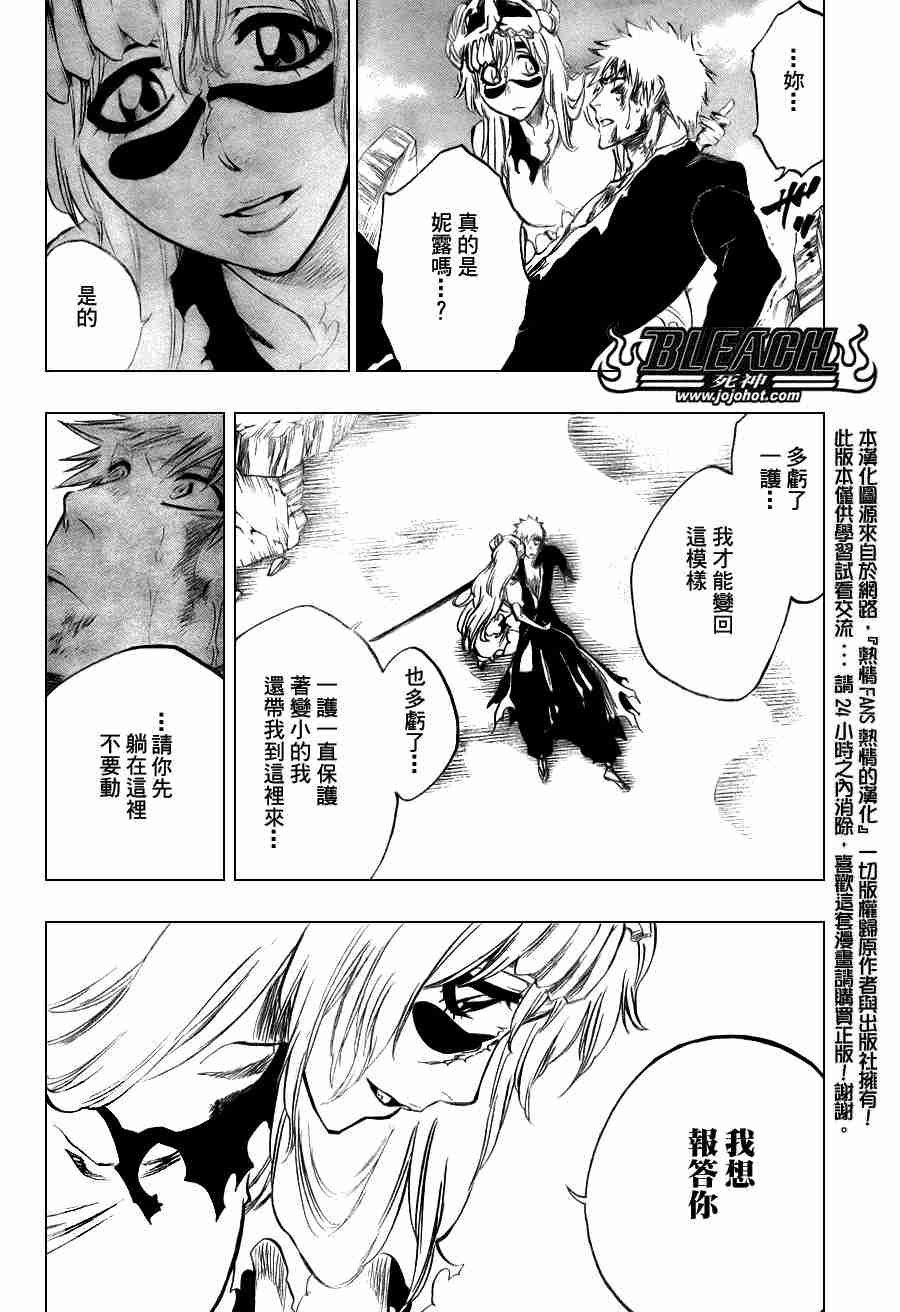 …妳…
真的是
妮露嗎…?
是的
BLEACH
死神
www.jojohot.com
多虧了
一護…
我才能變回
這模樣
也多虧了…
一護一直保護
著變小的我
還帶我到這裡來…
…請你先
躺在這裡
不要動
我想
報答你
本漢化圖源來自於網路，『熱情FANS 熱情的漢化』一切版權歸原作者與出版社擁有！
此版本僅供學習試看交流…請24小時之內消除，喜歡這套漫畫請購買正版！謝謝。